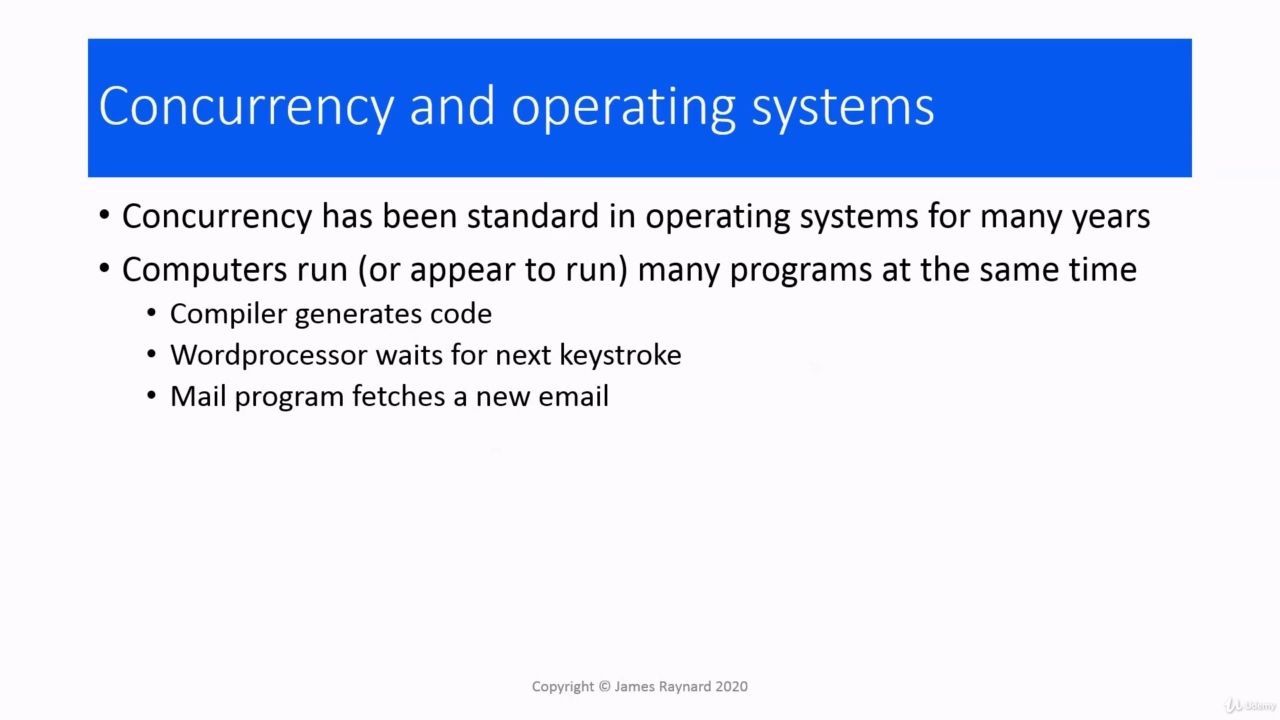 Concurrency and operating systems
• Concurrency has been standard in operating systems for many years
• Computers run (or appear to run) many programs at the same time
• Compiler generates code
• Wordprocessor waits for next keystroke
• Mail program fetches a new email
Copyright © James Raynard 2020
Udemy